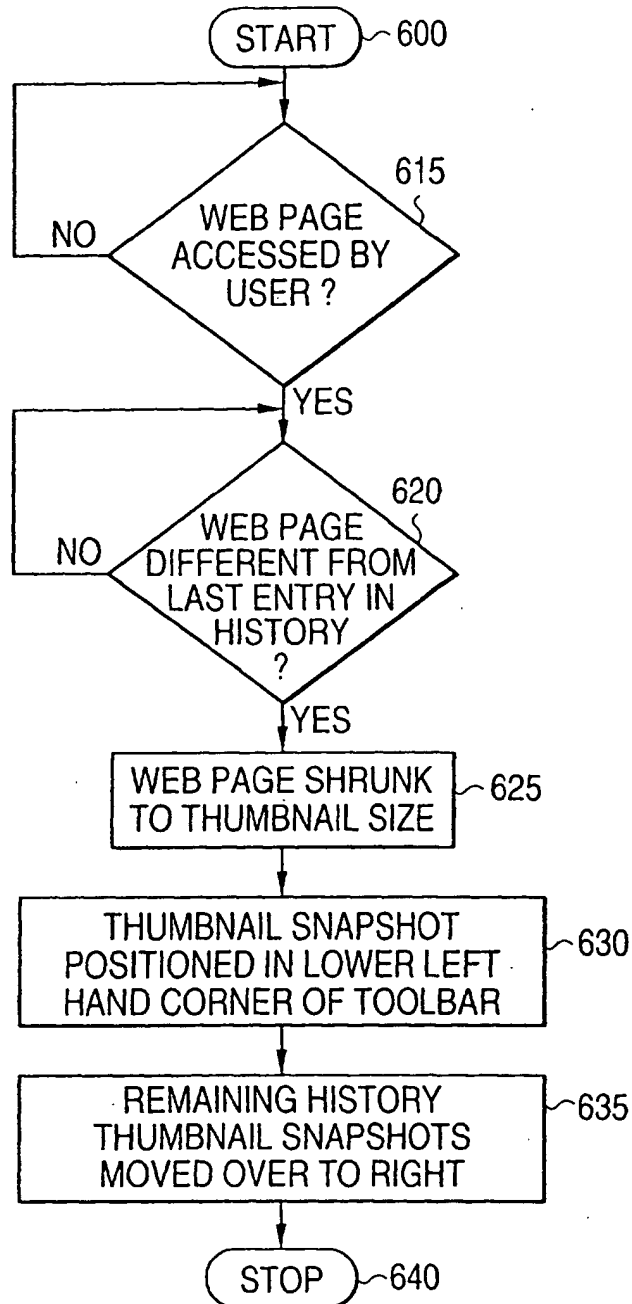 START
600
615
WEB PAGE
ACCESSED BY
USER ?
NO
YES
620
WEB PAGE
DIFFERENT FROM
LAST ENTRY IN
HISTORY
?
NO
YES
WEB PAGE SHRUNK
TO THUMBNAIL SIZE
625
THUMBNAIL SNAPSHOT
POSITIONED IN LOWER LEFT
HAND CORNER OF TOOLBAR
630
REMAINING HISTORY
THUMBNAIL SNAPSHOTS
MOVED OVER TO RIGHT
635
STOP
640